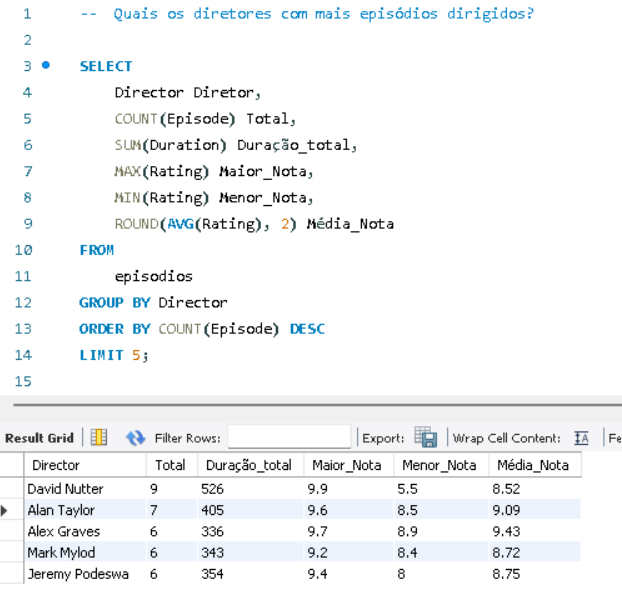 1 -- Quais os diretores com mais episódios dirigidos?
2
3 SELECT
4 Director Diretor,
5 COUNT(Episode) Total,
6 SUM(Duration) Duração_total,
7 MAX(Rating) Maior_Nota,
8 MIN(Rating) Menor_Nota,
9 ROUND(AVG(Rating), 2) Média_Nota
10 FROM
11 episodios
12 GROUP BY Director
13 ORDER BY COUNT(Episode) DESC
14 LIMIT 5;
15
Result Grid Filter Rows: Export: Wrap Cell Content: IA Fe
Director Total Duração_total Maior_Nota Menor_Nota Média_Nota
David Nutter 9 526 9.9 5.5 8.52
Alan Taylor 7 405 9.6 8.5 9.09
Alex Graves 6 336 9.7 8.9 9.43
Mark Mylod 6 343 9.2 8.4 8.72
Jeremy Podeswa 6 354 9.4 8 8.75